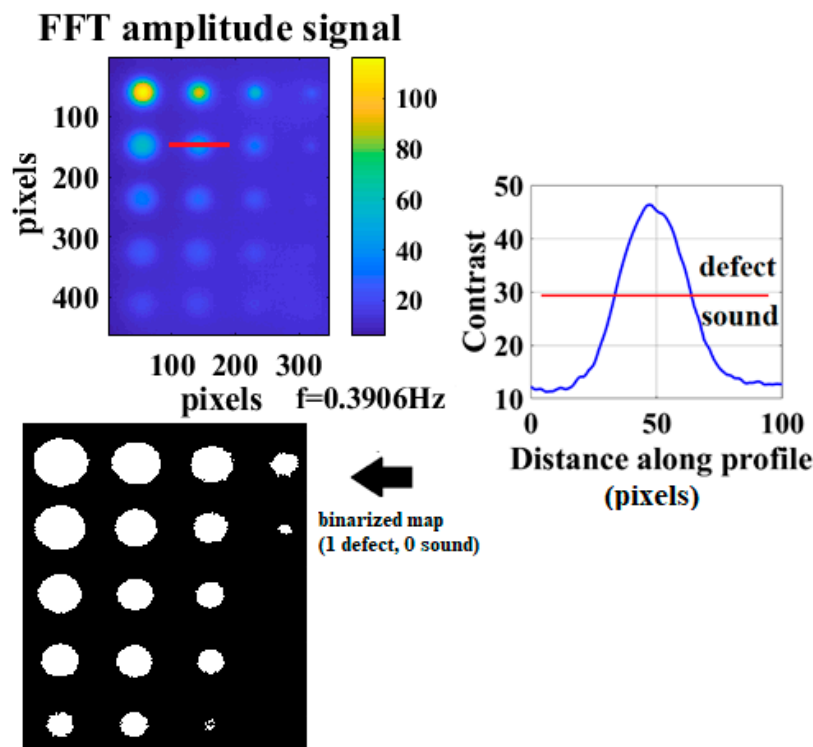 FFT amplitude signal
pixels
100
200
300
400
100 200 300
pixels
f=0.3906Hz
100
80
60
40
20
Contrast
50
40
30
20
10
defect
sound
0 50 100
Distance along profile
(pixels)
binarized map
(1 defect, 0 sound)